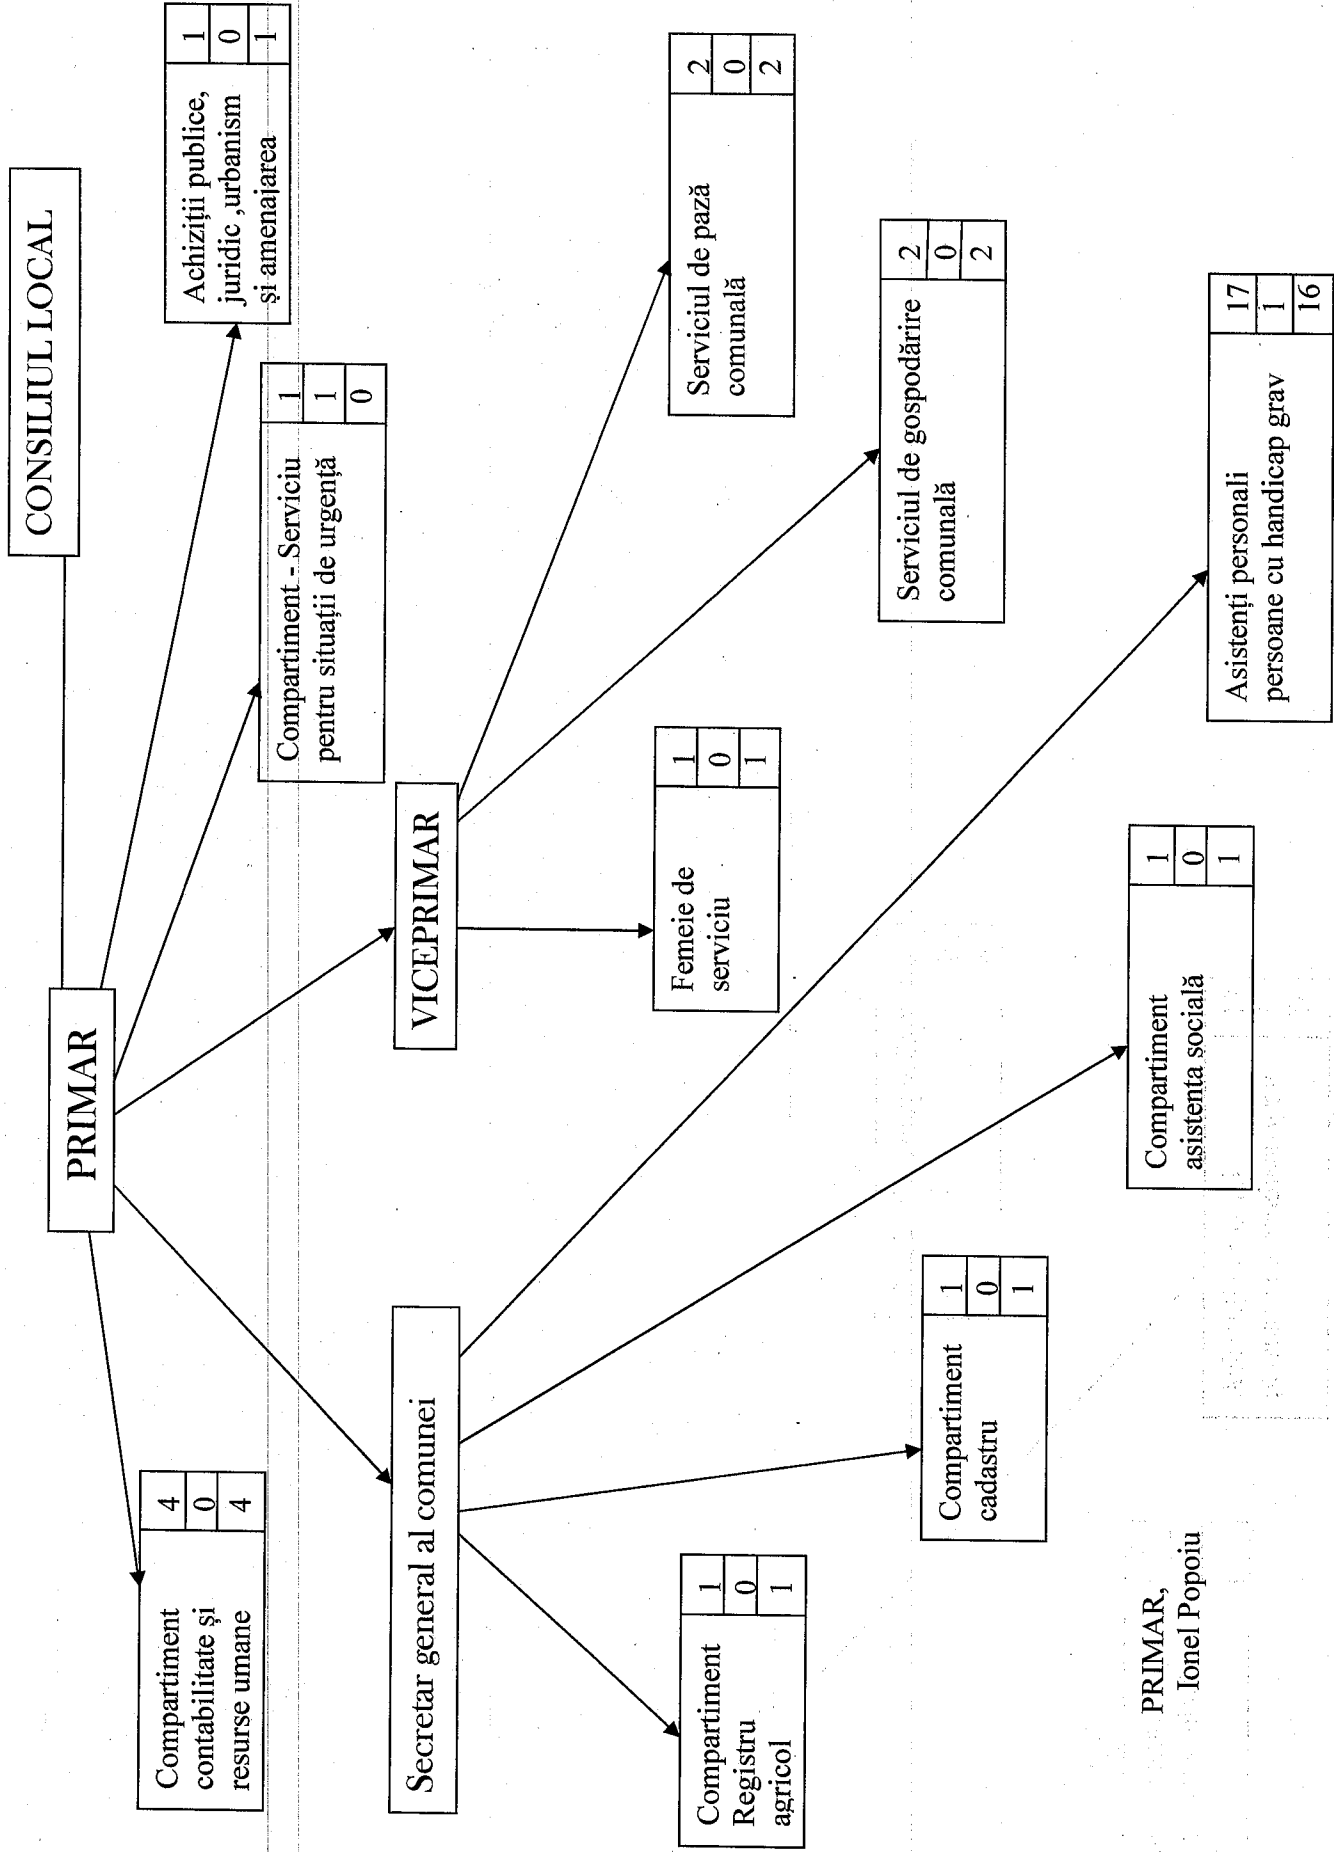 CONSILIUL LOCAL
PRIMAR
Compartiment
contabilitate și
resurse umane
4
0
4
Achiziții publice,
juridic ,urbanism
și amenajarea
1
0
1
Compartiment - Serviciu
pentru situații de urgență
1
1
0
Secretar general al comunei
VICEPRIMAR
Femeie de
serviciu
1
0
1
Serviciul de pază
comunală
2
0
2
Compartiment
Registru
agricol
1
0
1
Serviciul de gospodărire
comunală
2
0
2
Compartiment
cadastru
1
0
1
Compartiment
asistenta socială
1
0
1
Asistenți personali
persoane cu handicap grav
17
1
16
PRIMAR,
Ionel Popoiu